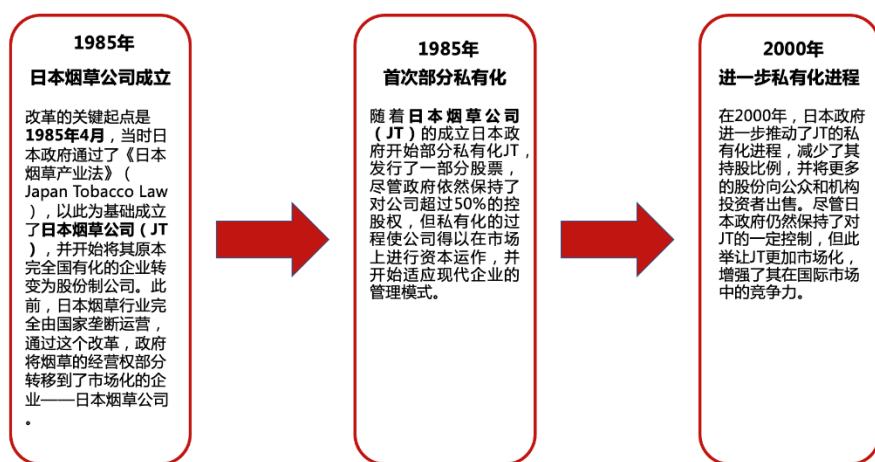 1985年
日本烟草公司成立
改革的关键起点是
1985年4月，当时日
本政府通过了《日本
烟草产业法》（
Japan Tobacco Law
），以此为基础成立
了日本烟草公司（JT
），并开始将其原本
完全国有化的企业转
变为股份制公司。此
前，日本烟草行业完
全由国家垄断运营，
通过这个改革，政府
将烟草的经营权部分
转移到了市场化的企
业——日本烟草公司
。
1985年
首次部分私有化
随着日本烟草公司
（JT）的成立日本政
府开始部分私有化JT，
发行了一部分股票，
尽管政府依然保持了
对公司超过50%的控
股权，但私有化的过
程使公司得以在市场
上进行资本运作，并
开始适应现代企业的
管理模式。
2000年
进一步私有化进程
在2000年，日本政府
进一步推动了JT的私
有化进程，减少了其
持股比例，并将更多
的股份向公众和机构
投资者出售。尽管日
本政府仍然保持了对
JT的一定控制，但此
举让JT更加市场化，
增强了其在国际市场
中的竞争力。